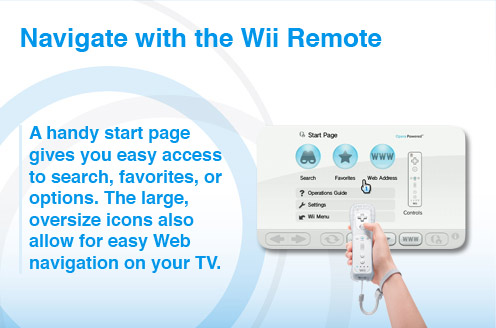 Navigate with the Wii Remote
A handy start page
gives you easy access
to search, favorites, or
options. The large,
oversize icons also
allow for easy Web
navigation on your TV.
Start Page
Opera Powered
WWW
Search Favorites Web Address
? Operations Guide
Settings
Wii Menu
Controls
WWW
Wii